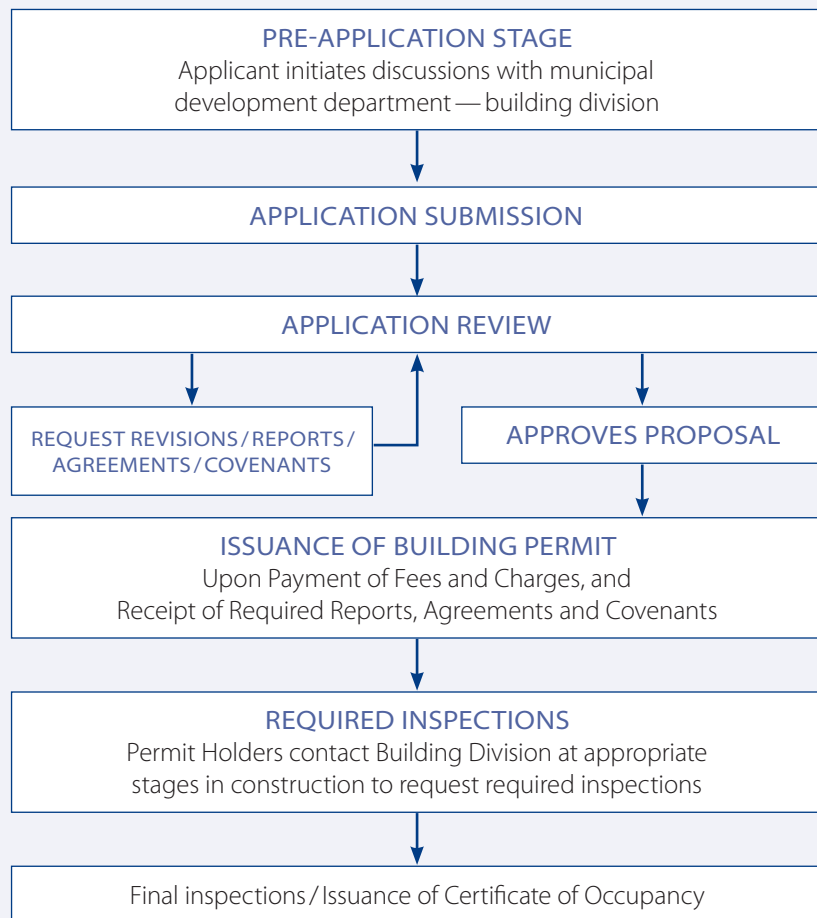 PRE-APPLICATION STAGE
Applicant initiates discussions with municipal
development department — building division
APPLICATION SUBMISSION
APPLICATION REVIEW
REQUEST REVISIONS / REPORTS /
AGREEMENTS / COVENANTS
APPROVES PROPOSAL
ISSUANCE OF BUILDING PERMIT
Upon Payment of Fees and Charges, and
Receipt of Required Reports, Agreements and Covenants
REQUIRED INSPECTIONS
Permit Holders contact Building Division at appropriate
stages in construction to request required inspections
Final inspections / Issuance of Certificate of Occupancy